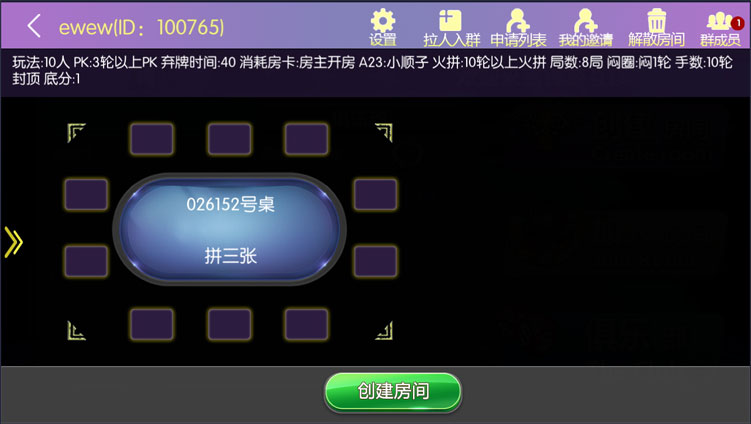 ewew(ID: 100765)
设置 拉人入群 申请列表 我的邀请 解散房间 群成员 1
玩法:10人 PK:3轮以上PK 弃牌时间:40 消耗房卡:房主开房 A23:小顺子 火拼:10轮以上火拼 局数:8局 闷圈:闷1轮 手数:10轮
封顶 底分:1
026152号桌
拼三张
创建房间